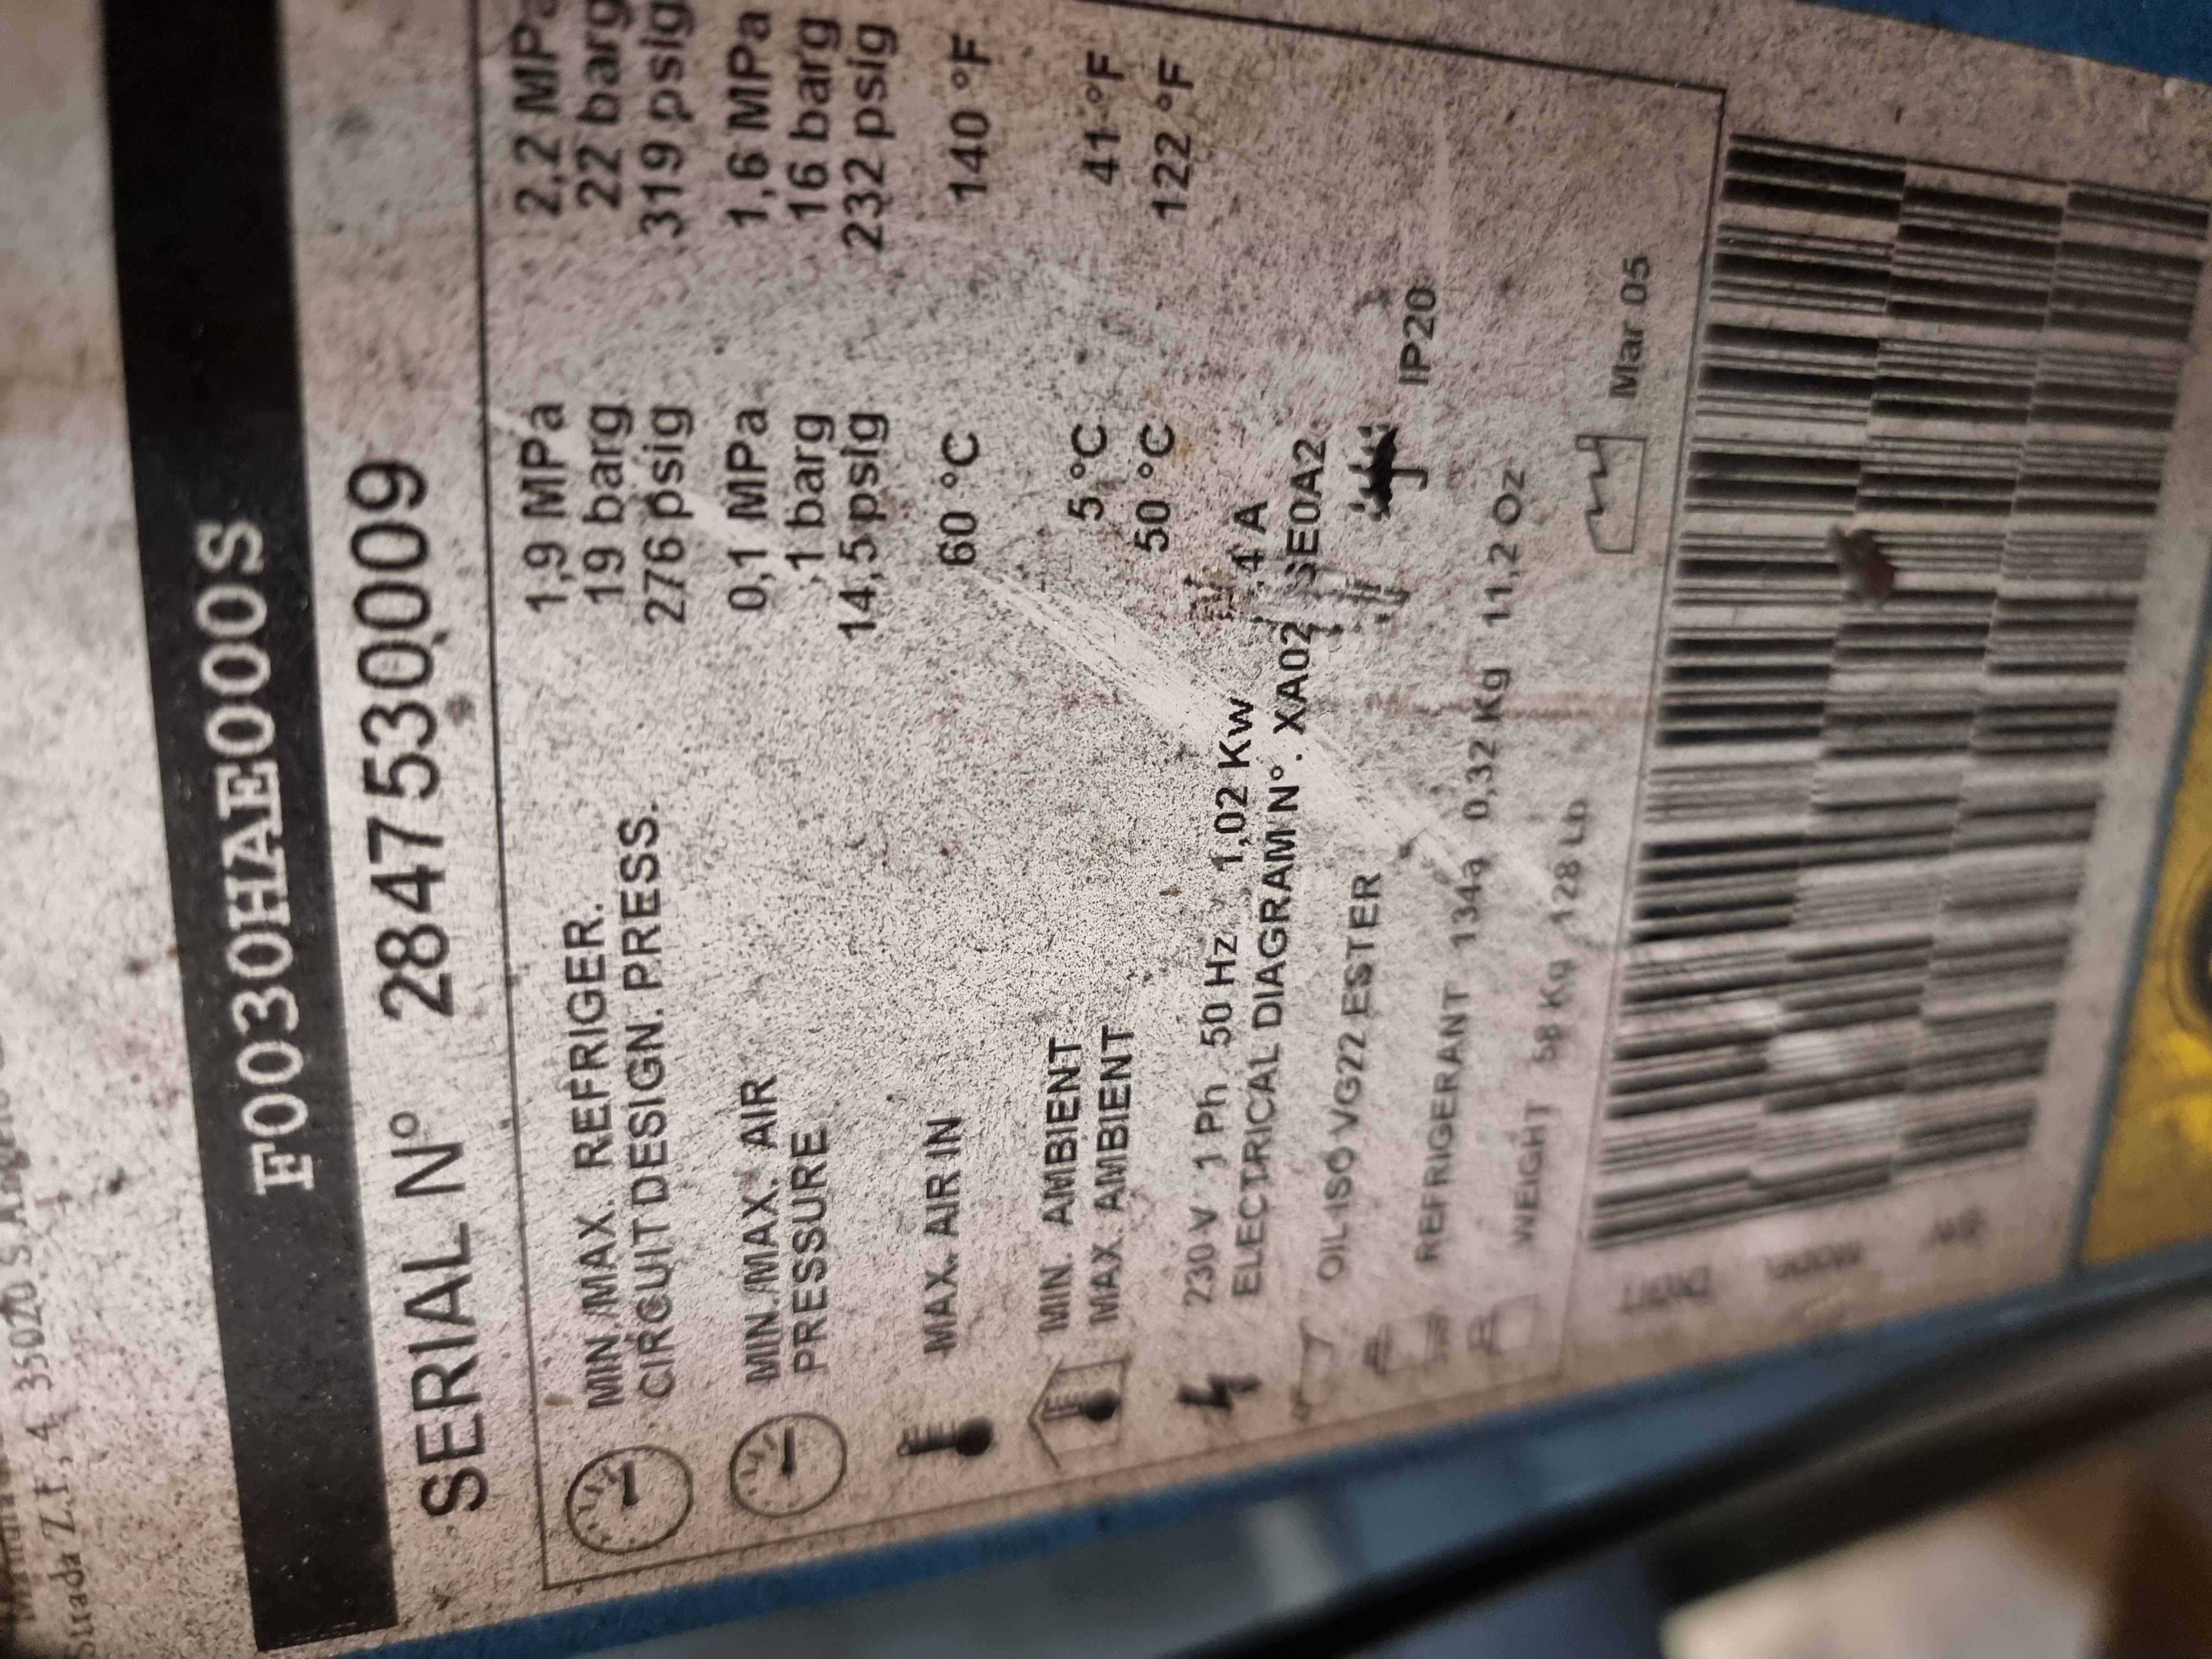 Strada Z.I., 4 35020 S.Angelo
F0030HAE000S
SERIAL N° 2847530009
MIN./MAX. REFRIGER. 1,9 MPa 2,2 MPa
CIRCUIT DESIGN. PRESS. 19 barg 22 barg
276 psig 319 psig
MIN./MAX. AIR 0,1 MPa 1,6 MPa
PRESSURE 1 barg 16 barg
14,5 psig 232 psig
MAX. AIR IN 60 °C 140 °F
MIN. AMBIENT 5 °C 41 °F
MAX. AMBIENT 50 °C 122 °F
230 V 1 Ph 50 Hz 1,02 Kw 4 A
ELECTRICAL DIAGRAM N°. XA02 SE0A2
OIL ISO VG22 ESTER IP20
REFRIGERANT 134a 0,32 Kg 11,2 Oz
WEIGHT 58 Kg 128 Lb Mar 05
DIGIT
MODEL